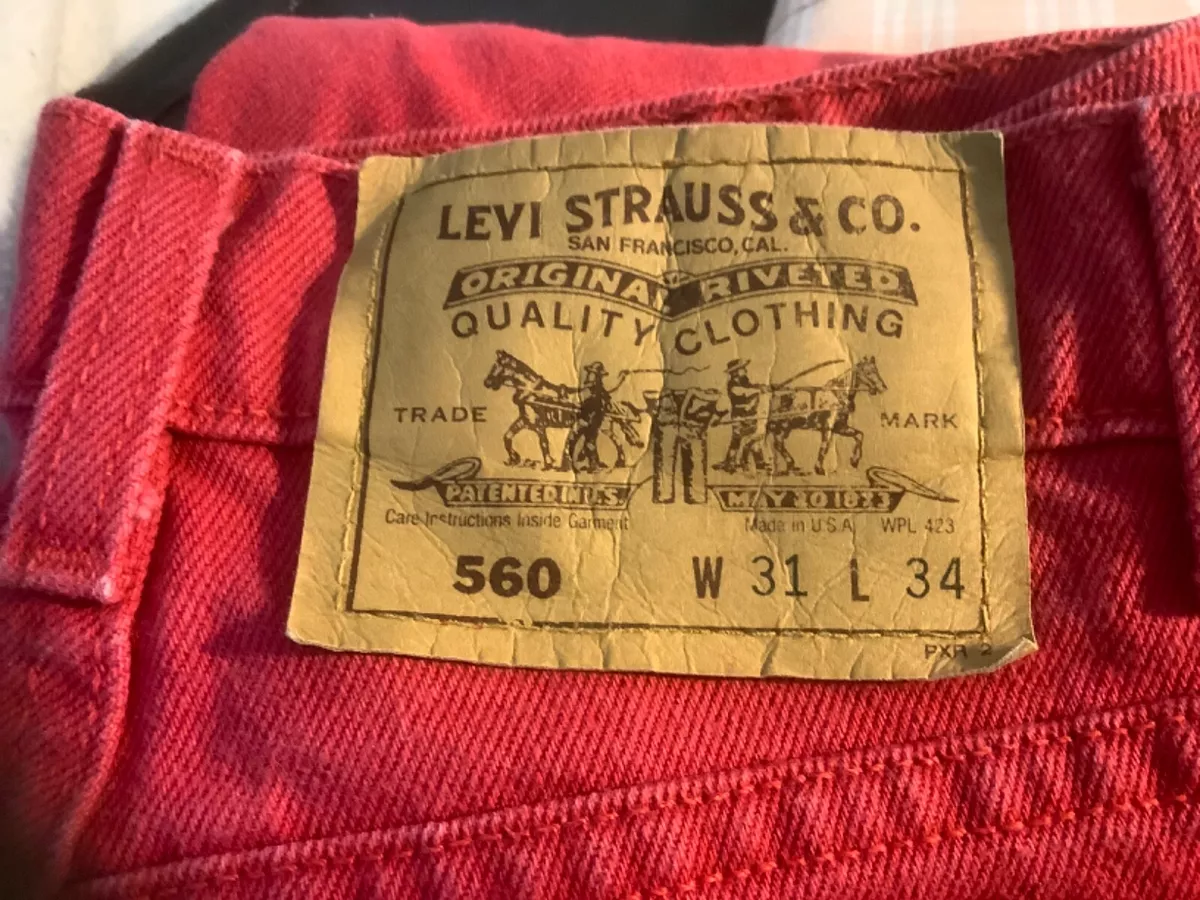 LEVI STRAUSS & CO.
SAN FRANCISCO, CAL.
ORIGINAL RIVETED
QUALITY CLOTHING
TRADE MARK
PATENTED IN U.S. MAY 20 1873
Care Instructions Inside Garment Made in U.S.A. WPL 423
560 W 31 L 34
PXR 2